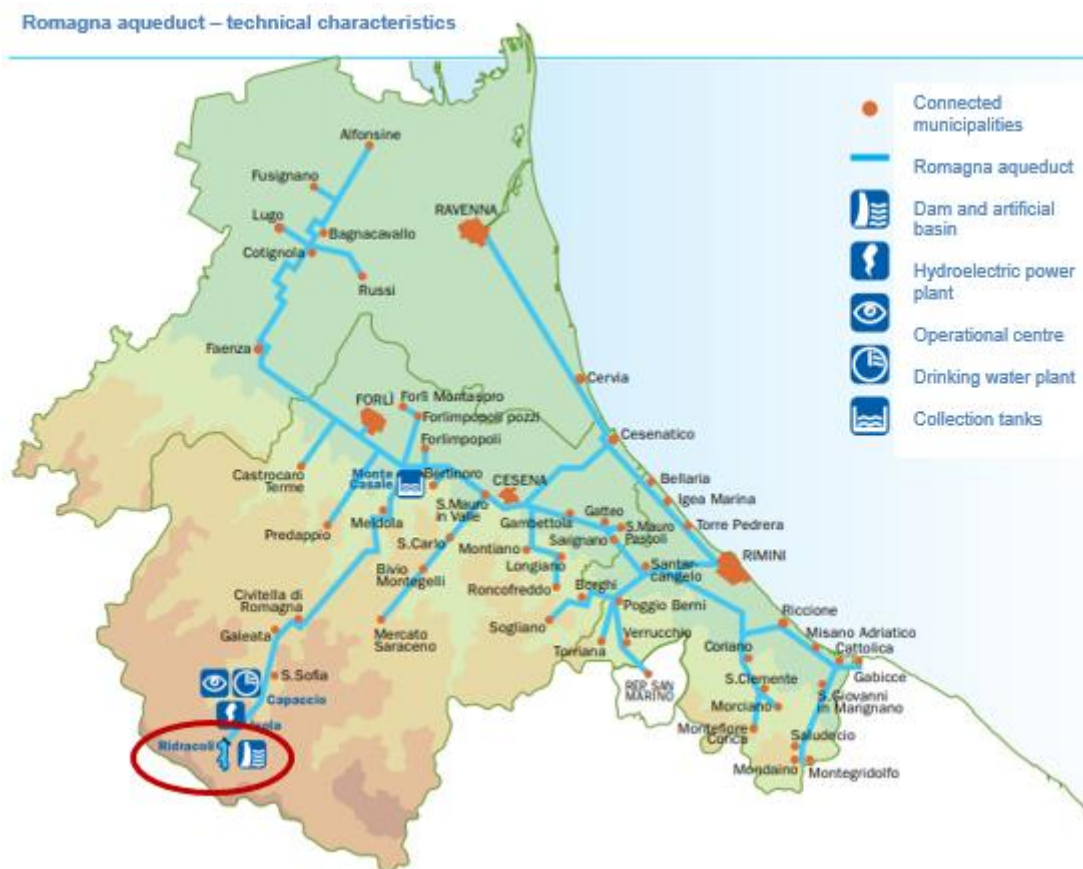 Romagna aqueduct – technical characteristics
Connected
municipalities
Romagna aqueduct
Dam and artificial
basin
Hydroelectric power
plant
Operational centre
Drinking water plant
Collection tanks
Alfonsine
Fusignano
Lugo
RAVENNA
Bagnacavallo
Cotignola
Russi
Faenza
Cervia
FORLÌ
Forlì Montaspro
Forlimpopoli pozzi
Cesenatico
Forlimpopoli
Castrocaro
Terme
Monte
Casale
Bertinoro
CESENA
Bellaria
Igea Marina
S.Mauro
in Valle
Meldola
Gambettola
Gatteo
S.Mauro
Pascoli
Torre Pedrera
Predappio
S.Carlo
Montiano
Savignano
Longiano
RIMINI
Bivio
Montegelli
Roncofreddo
Borghi
Santar-
cangelo
Civitella di
Romagna
Poggio Berni
Riccione
Galeata
Mercato
Saraceno
Sogliano
Torriana
Verrucchio
Misano Adriatico
Coriano
Cattolica
Gabicce
S.Sofia
REP. SAN
MARINO
S.Clemente
Capaccio
Morciano
S.Giovanni
in Marignano
Isola
Montefiore
Conca
Saludecio
Ridracoli
Mondaino
Montegridolfo